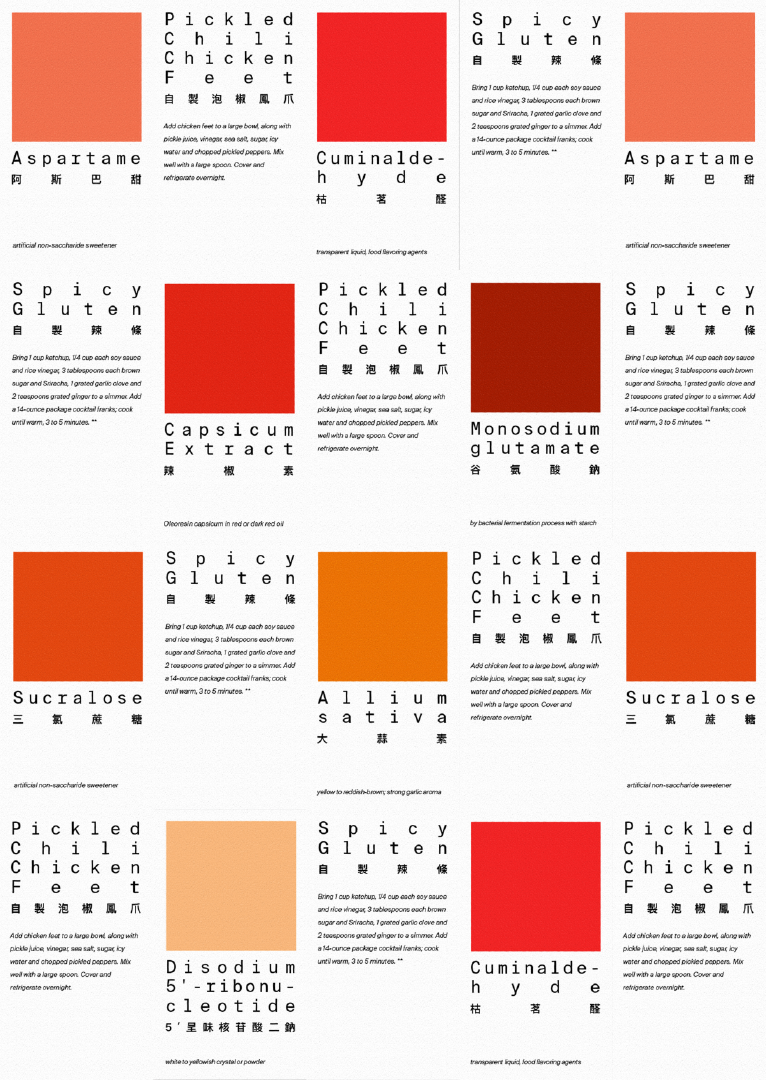 Aspartame
阿斯巴甜
artificial non-saccharide sweetener
Pickled
Chili
Chicken
Feet
自製泡椒鳳爪
Add chicken feet to a large bowl, along with
pickle juice, vinegar, sea salt, sugar, icy
water and chopped pickled peppers. Mix
well with a large spoon. Cover and
refrigerate overnight.
Cuminalde-
hyde
枯茗醛
transparent liquid, food flavoring agents
Spicy
Gluten
自製辣條
Bring 1 cup ketchup, 1/4 cup each soy sauce
and rice vinegar, 3 tablespoons each brown
sugar and Sriracha, 1 grated garlic clove and
2 teaspoons grated ginger to a simmer. Add
a 14-ounce package cocktail franks; cook
until warm, 3 to 5 minutes. **
Aspartame
阿斯巴甜
artificial non-saccharide sweetener
Spicy
Gluten
自製辣條
Bring 1 cup ketchup, 1/4 cup each soy sauce
and rice vinegar, 3 tablespoons each brown
sugar and Sriracha, 1 grated garlic clove and
2 teaspoons grated ginger to a simmer. Add
a 14-ounce package cocktail franks; cook
until warm, 3 to 5 minutes. **
Capsicum
Extract
辣椒素
Oleoresin capsicum in red or dark red oil
Pickled
Chili
Chicken
Feet
自製泡椒鳳爪
Add chicken feet to a large bowl, along with
pickle juice, vinegar, sea salt, sugar, icy
water and chopped pickled peppers. Mix
well with a large spoon. Cover and
refrigerate overnight.
Monosodium
glutamate
谷氨酸鈉
by bacterial fermentation process with starch
Spicy
Gluten
自製辣條
Bring 1 cup ketchup, 1/4 cup each soy sauce
and rice vinegar, 3 tablespoons each brown
sugar and Sriracha, 1 grated garlic clove and
2 teaspoons grated ginger to a simmer. Add
a 14-ounce package cocktail franks; cook
until warm, 3 to 5 minutes. **
Sucralose
三氯蔗糖
artificial non-saccharide sweetener
Spicy
Gluten
自製辣條
Bring 1 cup ketchup, 1/4 cup each soy sauce
and rice vinegar, 3 tablespoons each brown
sugar and Sriracha, 1 grated garlic clove and
2 teaspoons grated ginger to a simmer. Add
a 14-ounce package cocktail franks; cook
until warm, 3 to 5 minutes. **
Allium
sativa
大蒜素
yellow to reddish-brown; strong garlic aroma
Pickled
Chili
Chicken
Feet
自製泡椒鳳爪
Add chicken feet to a large bowl, along with
pickle juice, vinegar, sea salt, sugar, icy
water and chopped pickled peppers. Mix
well with a large spoon. Cover and
refrigerate overnight.
Sucralose
三氯蔗糖
artificial non-saccharide sweetener
Pickled
Chili
Chicken
Feet
自製泡椒鳳爪
Add chicken feet to a large bowl, along with
pickle juice, vinegar, sea salt, sugar, icy
water and chopped pickled peppers. Mix
well with a large spoon. Cover and
refrigerate overnight.
Disodium
5'-ribonu-
cleotide
5'呈味核苷酸二鈉
white to yellowish crystal or powder
Spicy
Gluten
自製辣條
Bring 1 cup ketchup, 1/4 cup each soy sauce
and rice vinegar, 3 tablespoons each brown
sugar and Sriracha, 1 grated garlic clove and
2 teaspoons grated ginger to a simmer. Add
a 14-ounce package cocktail franks; cook
until warm, 3 to 5 minutes. **
Cuminalde-
hyde
枯茗醛
transparent liquid, food flavoring agents
Pickled
Chili
Chicken
Feet
自製泡椒鳳爪
Add chicken feet to a large bowl, along with
pickle juice, vinegar, sea salt, sugar, icy
water and chopped pickled peppers. Mix
well with a large spoon. Cover and
refrigerate overnight.